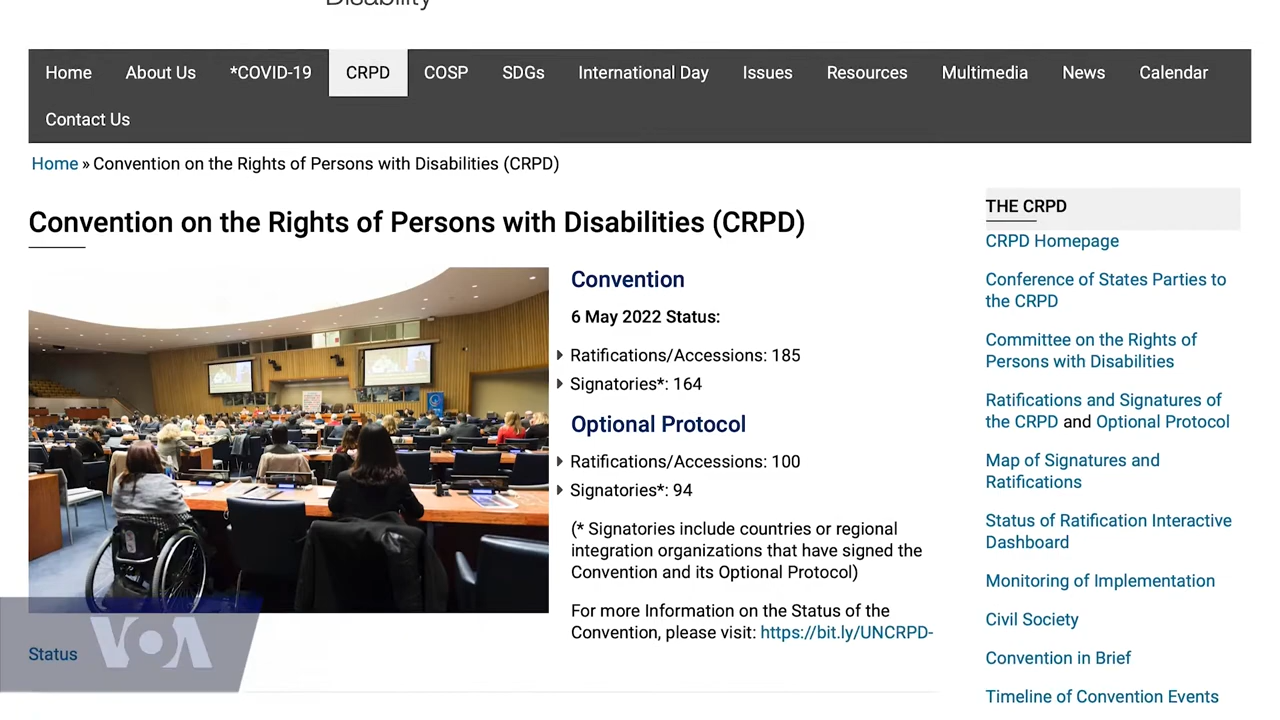 Disability
Home About Us *COVID-19 CRPD COSP SDGs International Day Issues Resources Multimedia News Calendar
Contact Us
Home » Convention on the Rights of Persons with Disabilities (CRPD)
Convention on the Rights of Persons with Disabilities (CRPD)
Convention
6 May 2022 Status:
Ratifications/Accessions: 185
Signatories*: 164
Optional Protocol
Ratifications/Accessions: 100
Signatories*: 94
(* Signatories include countries or regional
integration organizations that have signed the
Convention and its Optional Protocol)
For more Information on the Status of the
Convention, please visit: https://bit.ly/UNCRPD-
Status
VOA
THE CRPD
CRPD Homepage
Conference of States Parties to
the CRPD
Committee on the Rights of
Persons with Disabilities
Ratifications and Signatures of
the CRPD and Optional Protocol
Map of Signatures and
Ratifications
Status of Ratification Interactive
Dashboard
Monitoring of Implementation
Civil Society
Convention in Brief
Timeline of Convention Events